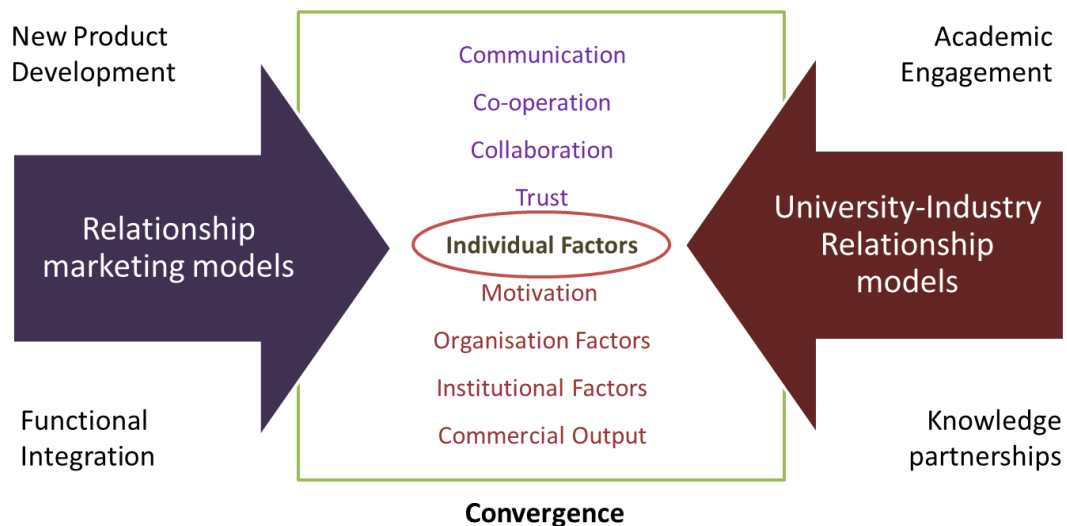 New Product
Development
Functional
Integration
Relationship
marketing models
Communication
Co-operation
Collaboration
Trust
Individual Factors
Motivation
Organisation Factors
Institutional Factors
Commercial Output
Convergence
Academic
Engagement
University-Industry
Relationship
models
Knowledge
partnerships